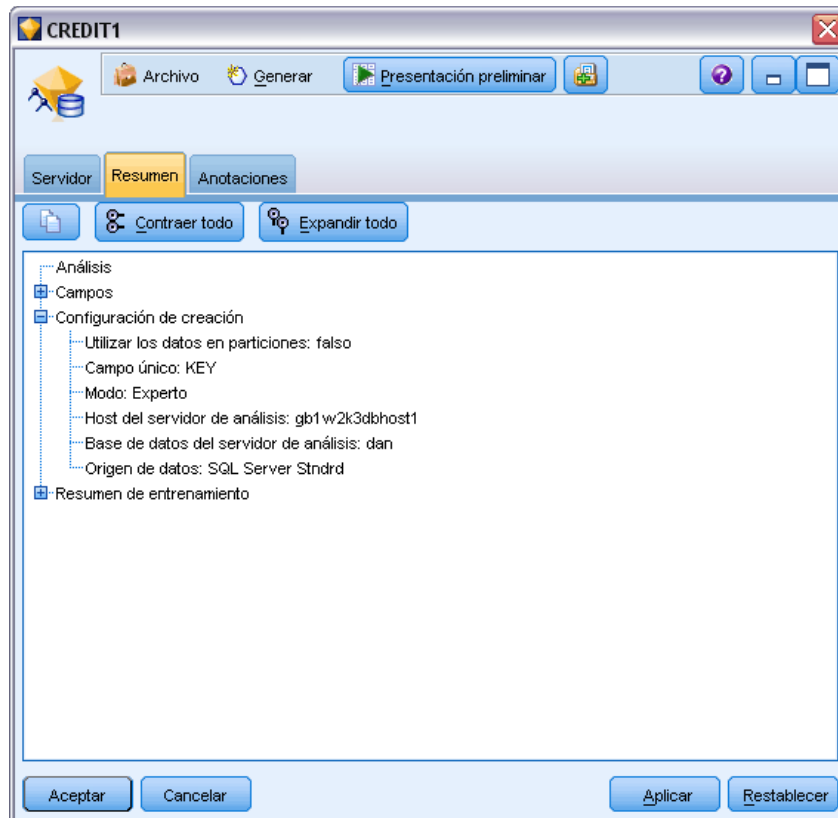 CREDIT1
Archivo Generar Presentación preliminar
Servidor Resumen Anotaciones
Contraer todo Expandir todo
Análisis
Campos
Configuración de creación
Utilizar los datos en particiones: falso
Campo único: KEY
Modo: Experto
Host del servidor de análisis: gb1w2k3dbhost1
Base de datos del servidor de análisis: dan
Origen de datos: SQL Server Stndrd
Resumen de entrenamiento
Aceptar Cancelar Aplicar Restablecer